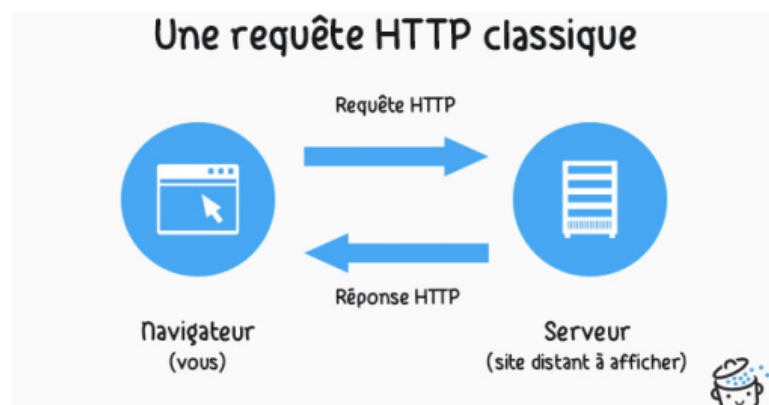 Une requête HTTP classique
Requête HTTP
Réponse HTTP
Navigateur
(vous)
Serveur
(site distant à afficher)